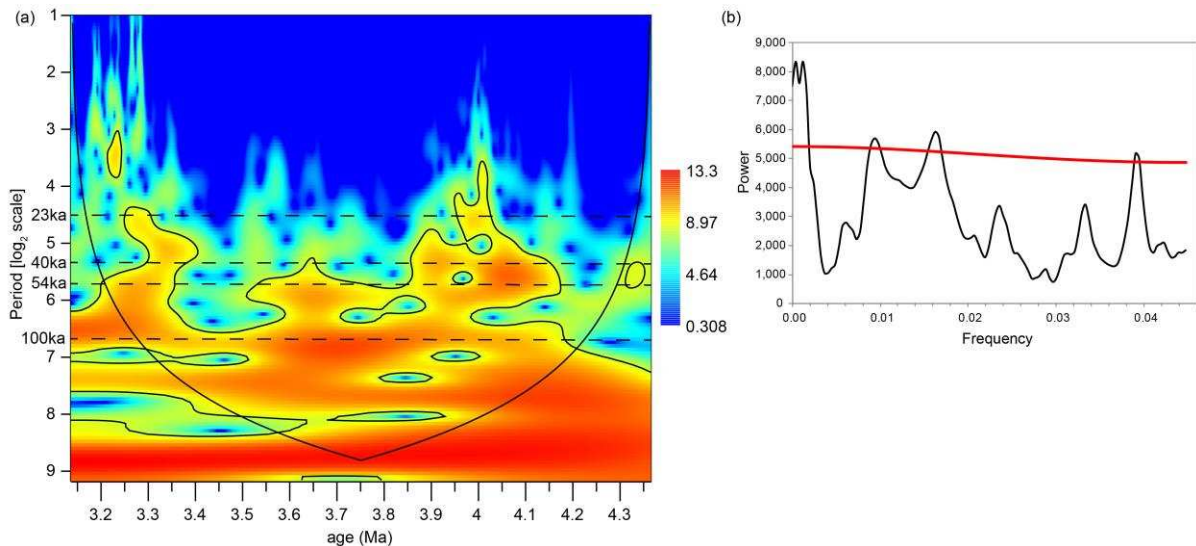 (a)
1
2
3
4
23ka
5
40ka
54ka
6
100ka
7
8
9
Period [log2 scale]
3.2 3.3 3.4 3.5 3.6 3.7 3.8 3.9 4 4.1 4.2 4.3
age (Ma)
13.3
8.97
4.64
0.308
(b)
9,000
8,000
7,000
6,000
5,000
4,000
3,000
2,000
1,000
0
Power
0.00 0.01 0.02 0.03 0.04
Frequency